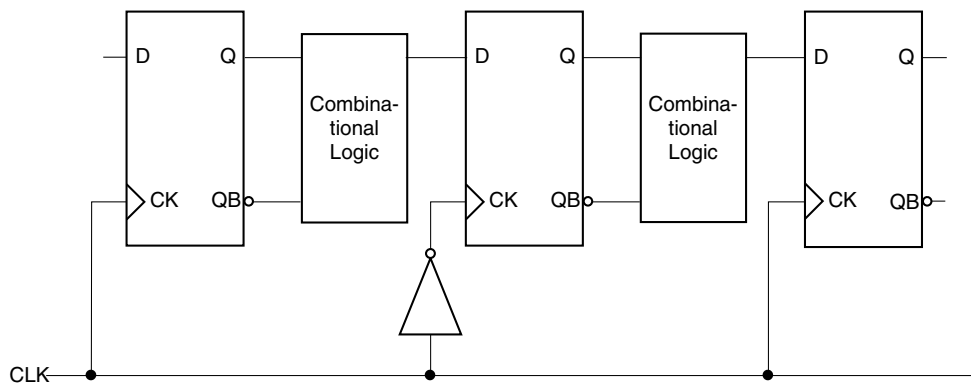 D Q
Combina-
tional
Logic
CK QB
D Q
Combina-
tional
Logic
CK QB
D Q
CK QB
CLK